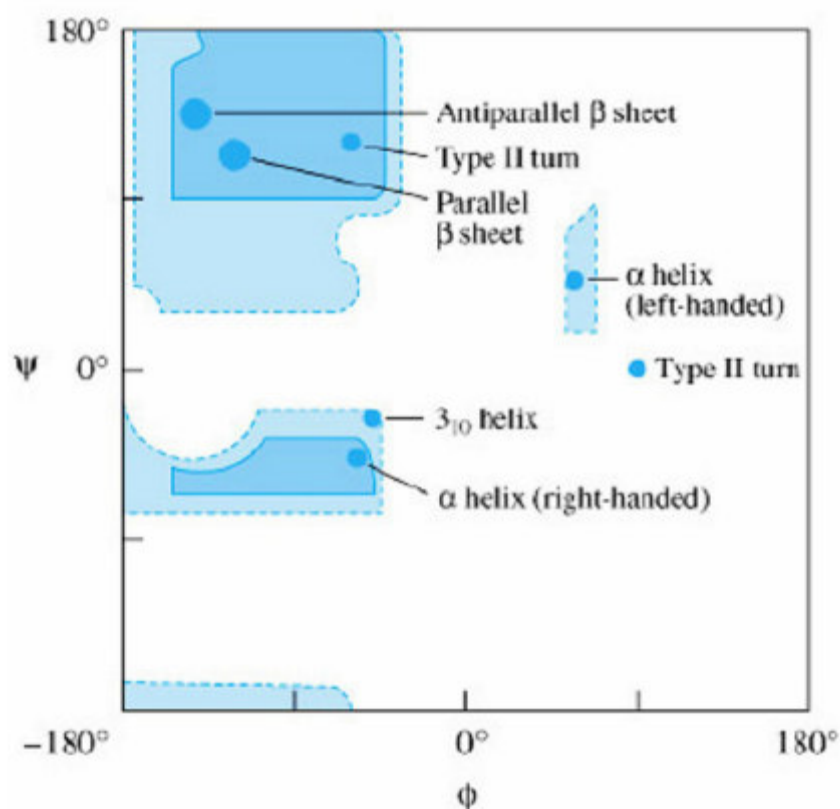 180°
Antiparallel β sheet
Type II turn
Parallel
β sheet
α helix
(left-handed)
ψ 0°
Type II turn
3₁₀ helix
α helix (right-handed)
−180° 0° 180°
ϕ